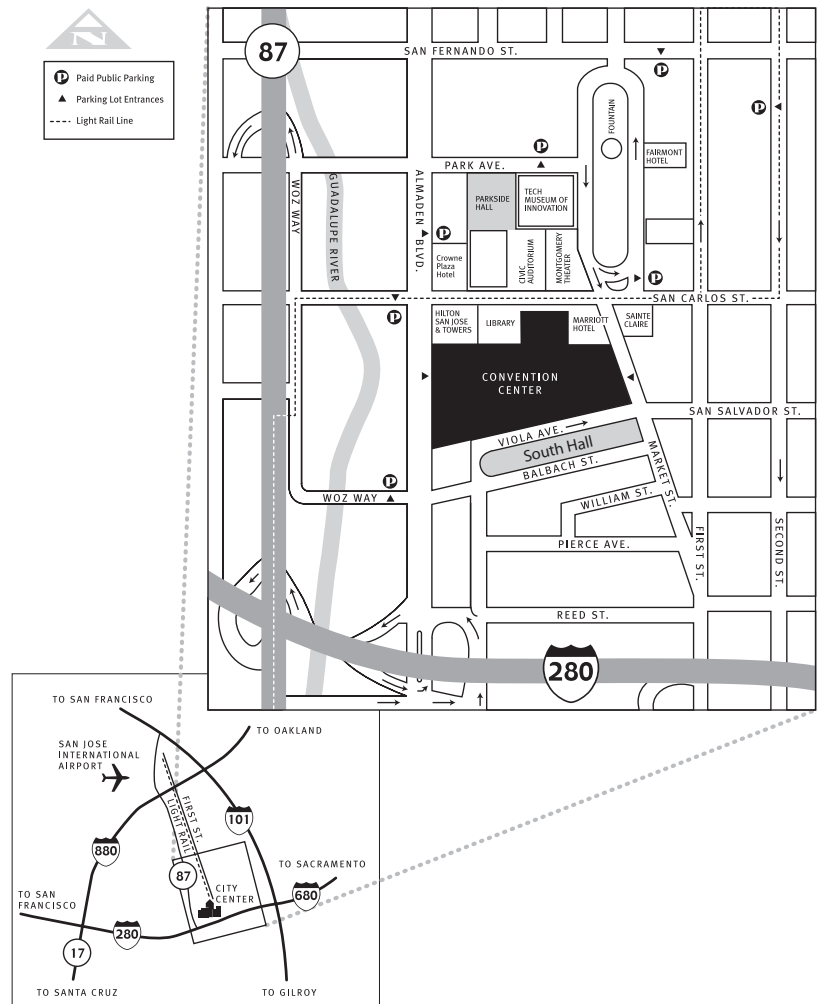 N
P Paid Public Parking
▲ Parking Lot Entrances
Light Rail Line
87
SAN FERNANDO ST.
P
P
FOUNTAIN
P
PARK AVE.
FAIRMONT
HOTEL
WOZ WAY
GUADALUPE RIVER
ALMADEN BLVD.
PARKSIDE
HALL
TECH
MUSEUM OF
INNOVATION
P
Crowne
Plaza
Hotel
CIVIC
AUDITORIUM
MONTGOMERY
THEATER
P
SAN CARLOS ST.
P
HILTON
SAN JOSE
& TOWERS
LIBRARY
MARRIOTT
HOTEL
SAINTE
CLAIRE
CONVENTION
CENTER
SAN SALVADOR ST.
VIOLA AVE.
South Hall
BALBACH ST.
MARKET ST.
P
WOZ WAY
WILLIAM ST.
PIERCE AVE.
FIRST ST.
SECOND ST.
REED ST.
280
TO SAN FRANCISCO
TO OAKLAND
SAN JOSE
INTERNATIONAL
AIRPORT
FIRST ST.
LIGHT RAIL
101
880
87
CITY
CENTER
TO SACRAMENTO
680
TO SAN
FRANCISCO
280
17
TO SANTA CRUZ
TO GILROY